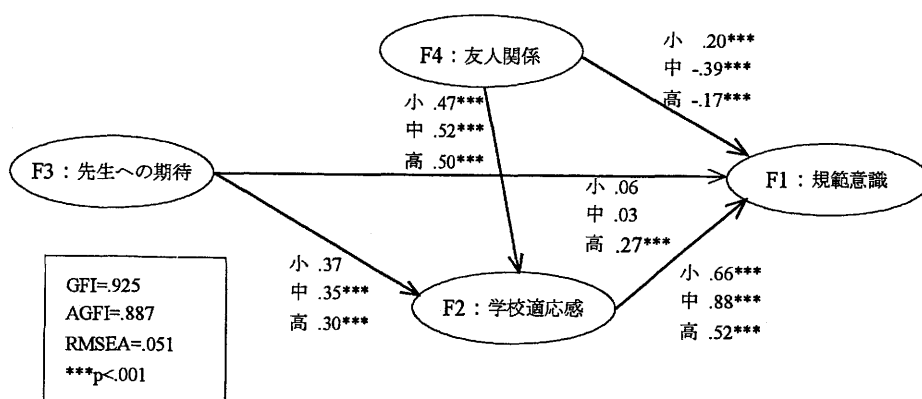 F4：友人関係
小 .20***
中 -.39***
高 -.17***
小 .47***
中 .52***
高 .50***
F3：先生への期待
F1：規範意識
小 .06
中 .03
高 .27***
小 .37
中 .35***
高 .30***
F2：学校適応感
小 .66***
中 .88***
高 .52***
GFI=.925
AGFI=.887
RMSEA=.051
***p<.001